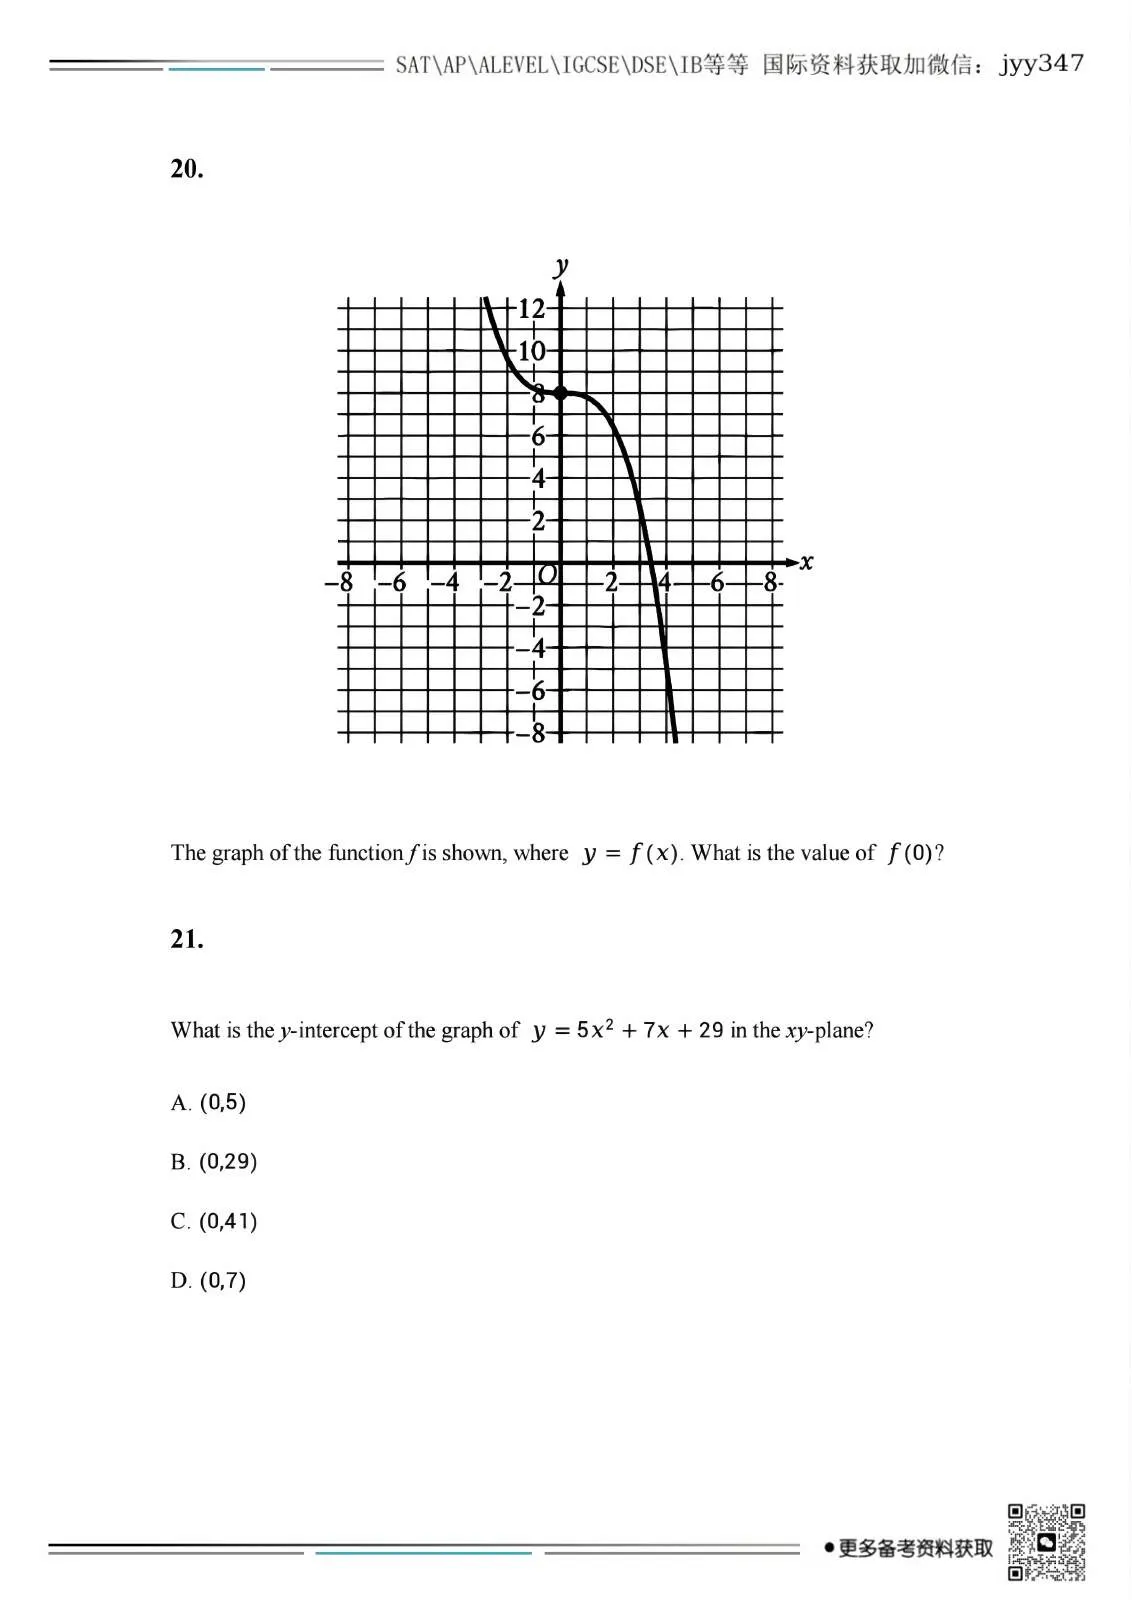 SAT\AP\ALEVEL\IGCSE\DSE\IB等等 国际资料获取加微信: jyy347
20.
y
12
10
8
6
4
2
x
-8 -6 -4 -2 O 2 4 6 8
-2
-4
-6
-8
The graph of the function f is shown, where y = f(x). What is the value of f(0)?
21.
What is the y-intercept of the graph of y = 5x² + 7x + 29 in the xy-plane?
A. (0,5)
B. (0,29)
C. (0,41)
D. (0,7)
●更多备考资料获取